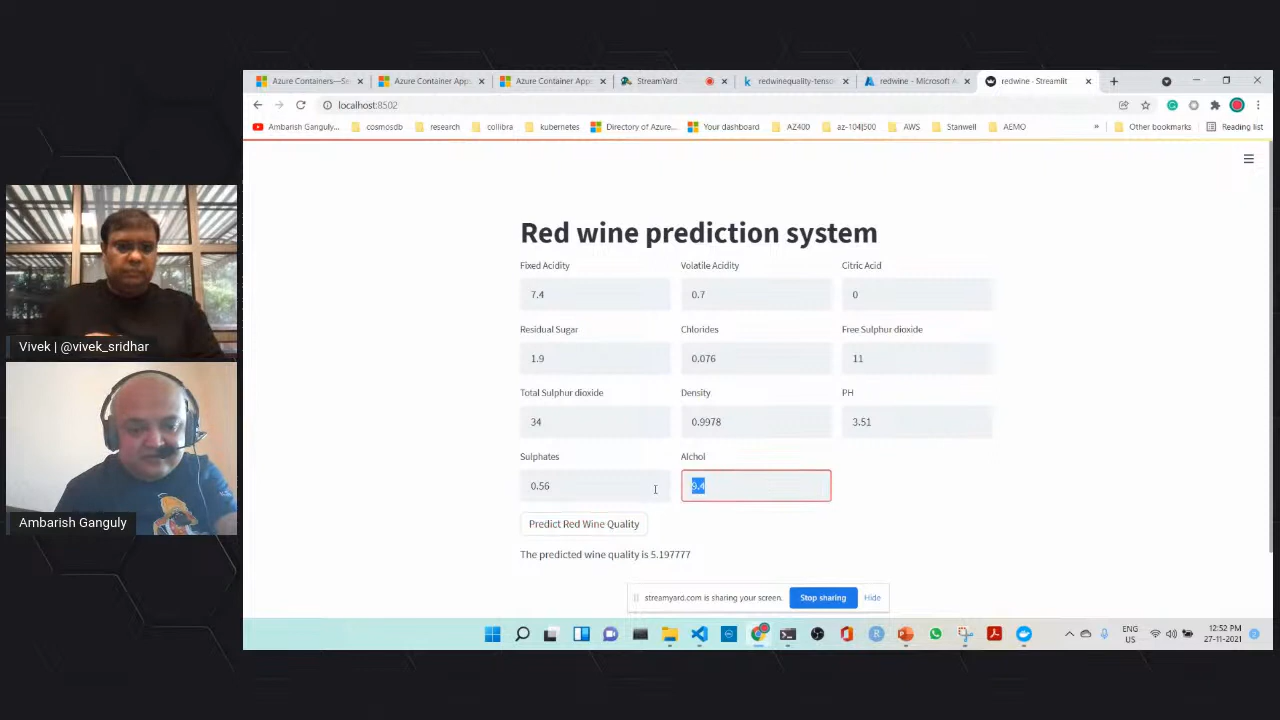 Azure Containers—Se
Azure Container App
Azure Container App
StreamYard
redwinequality-tenso
redwine - Microsoft A
redwine · Streamlit
localhost:8502
Ambarish Ganguly...
cosmosdb
research
collibra
kubernetes
Directory of Azure...
Your dashboard
AZ400
az-104|500
AWS
Stanwell
AEMO
»
Other bookmarks
Reading list
Red wine prediction system
Fixed Acidity
Volatile Acidity
Citric Acid
7.4
0.7
0
Residual Sugar
Chlorides
Free Sulphur dioxide
1.9
0.076
11
Total Sulphur dioxide
Density
PH
34
0.9978
3.51
Sulphates
Alchol
0.56
9.4
Predict Red Wine Quality
The predicted wine quality is 5.197777
streamyard.com is sharing your screen.
Stop sharing
Hide
ENG
US
12:52 PM
27-11-2021
Vivek | @vivek_sridhar
Ambarish Ganguly